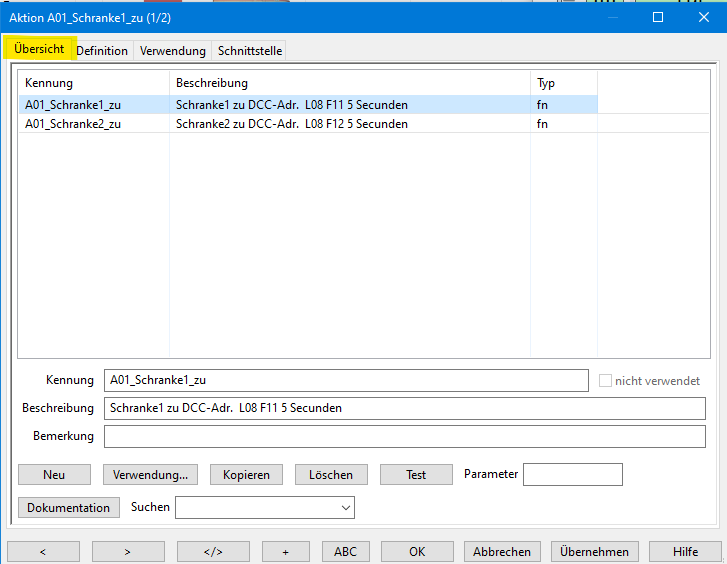 Aktion A01_Schranke1_zu (1/2)
Übersicht Definition Verwendung Schnittstelle
Kennung Beschreibung Typ
A01_Schranke1_zu Schranke1 zu DCC-Adr. L08 F11 5 Secunden fn
A01_Schranke2_zu Schranke2 zu DCC-Adr. L08 F12 5 Secunden fn
Kennung A01_Schranke1_zu nicht verwendet
Beschreibung Schranke1 zu DCC-Adr. L08 F11 5 Secunden
Bemerkung
Neu Verwendung... Kopieren Löschen Test Parameter
Dokumentation Suchen
< > </> + ABC OK Abbrechen Übernehmen Hilfe